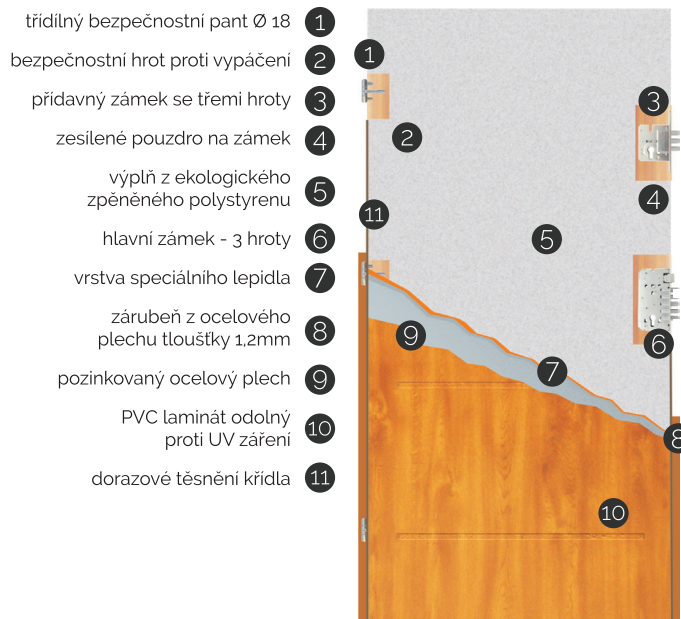 třídílný bezpečnostní pant Ø 18 1
bezpečnostní hrot proti vypáčení 2
přídavný zámek se třemi hroty 3
zesílené pouzdro na zámek 4
výplň z ekologického
zpěněného polystyrenu 5
hlavní zámek - 3 hroty 6
vrstva speciálního lepidla 7
zárubeň z ocelového
plechu tloušťky 1,2mm 8
pozinkovaný ocelový plech 9
PVC laminát odolný
proti UV záření 10
dorazové těsnění křídla 11
1
3
2
4
11
5
9
6
7
8
10